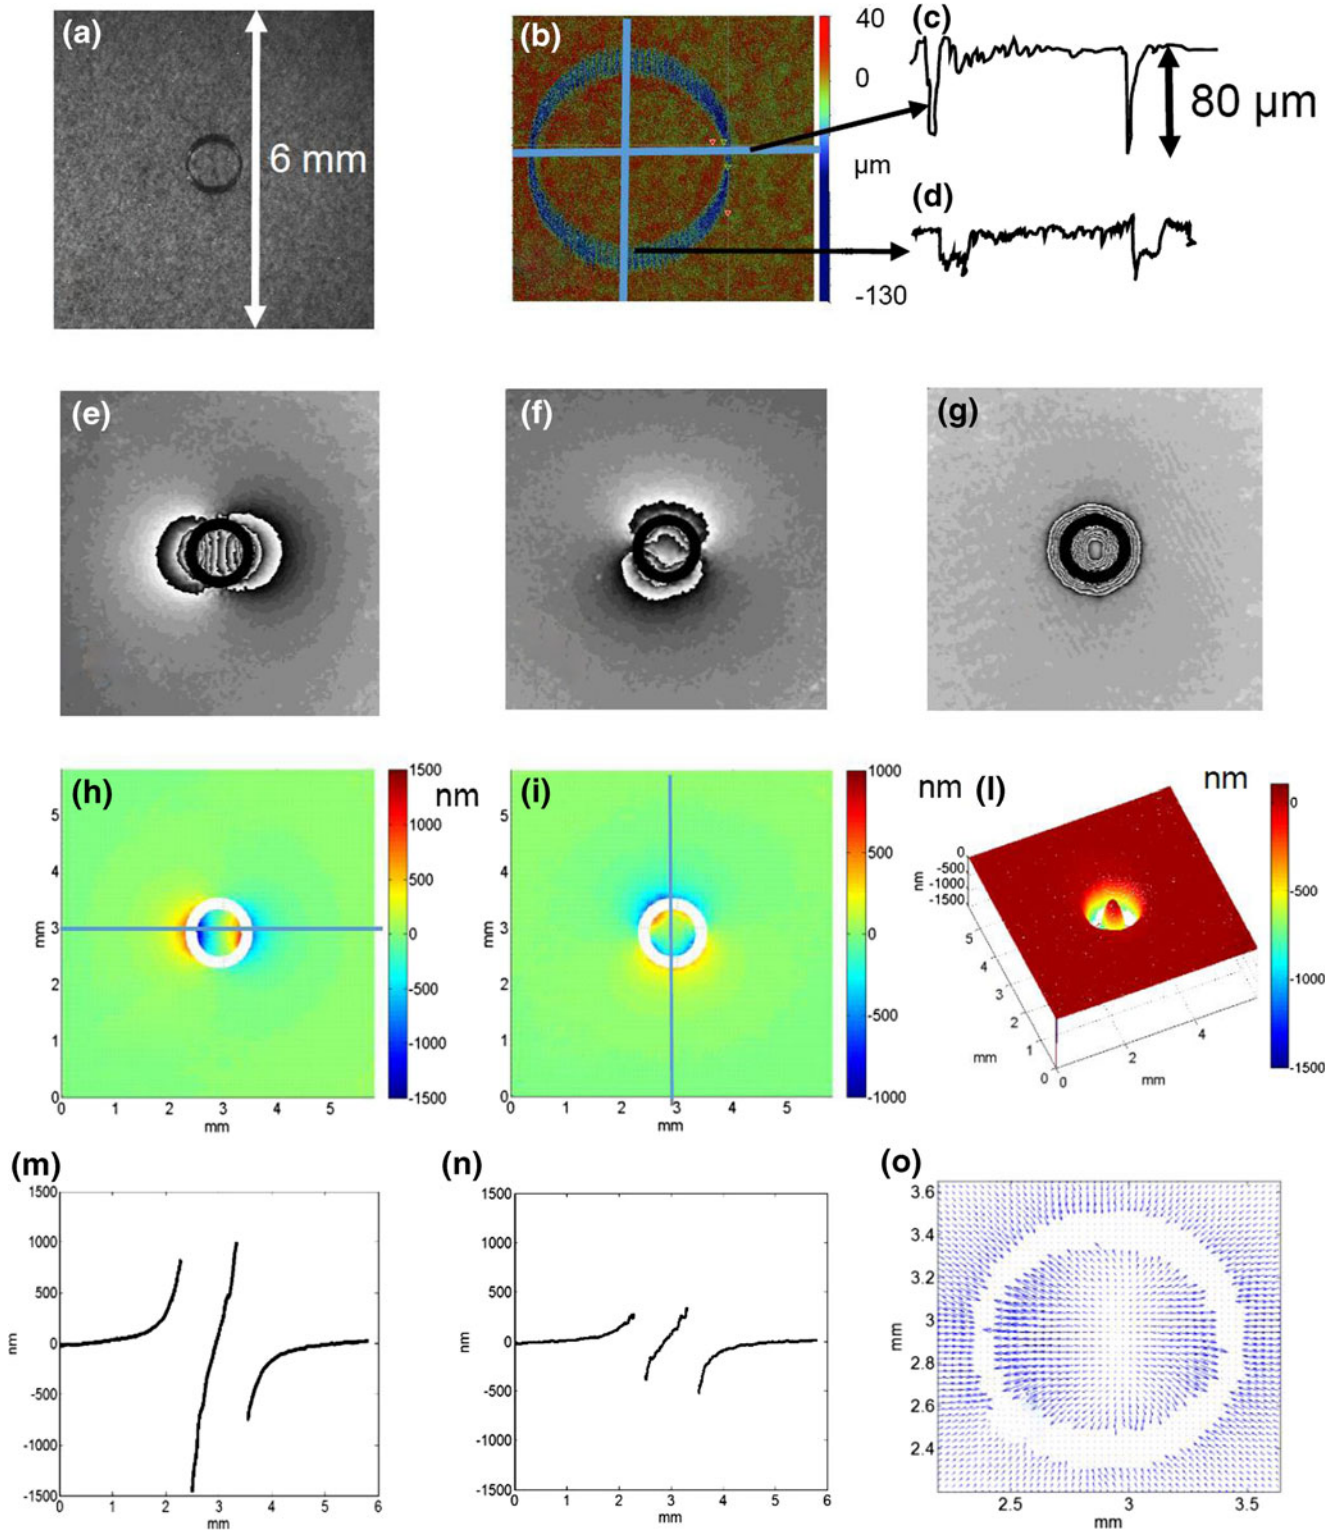 (a)
6 mm
(b)
40
0
µm
-130
(c)
80 µm
(d)
(e)
(f)
(g)
(h)
5
4
3
2
1
0
mm
0 1 2 3 4 5
mm
1500
1000
500
0
-500
-1000
-1500
nm
(i)
5
4
3
2
1
0
0 1 2 3 4 5
mm
1000
500
0
-500
-1000
nm
(l)
nm
0
-500
-1000
-1500
nm
5
4
3
2
1
0
mm
0 2 4
mm
0
-500
-1000
-1500
(m)
1500
1000
500
0
-500
-1000
-1500
nm
0 1 2 3 4 5 6
mm
(n)
1500
1000
500
0
-500
-1000
-1500
nm
0 1 2 3 4 5 6
mm
(o)
3.6
3.4
3.2
3
2.8
2.6
2.4
mm
2.5 3 3.5
mm